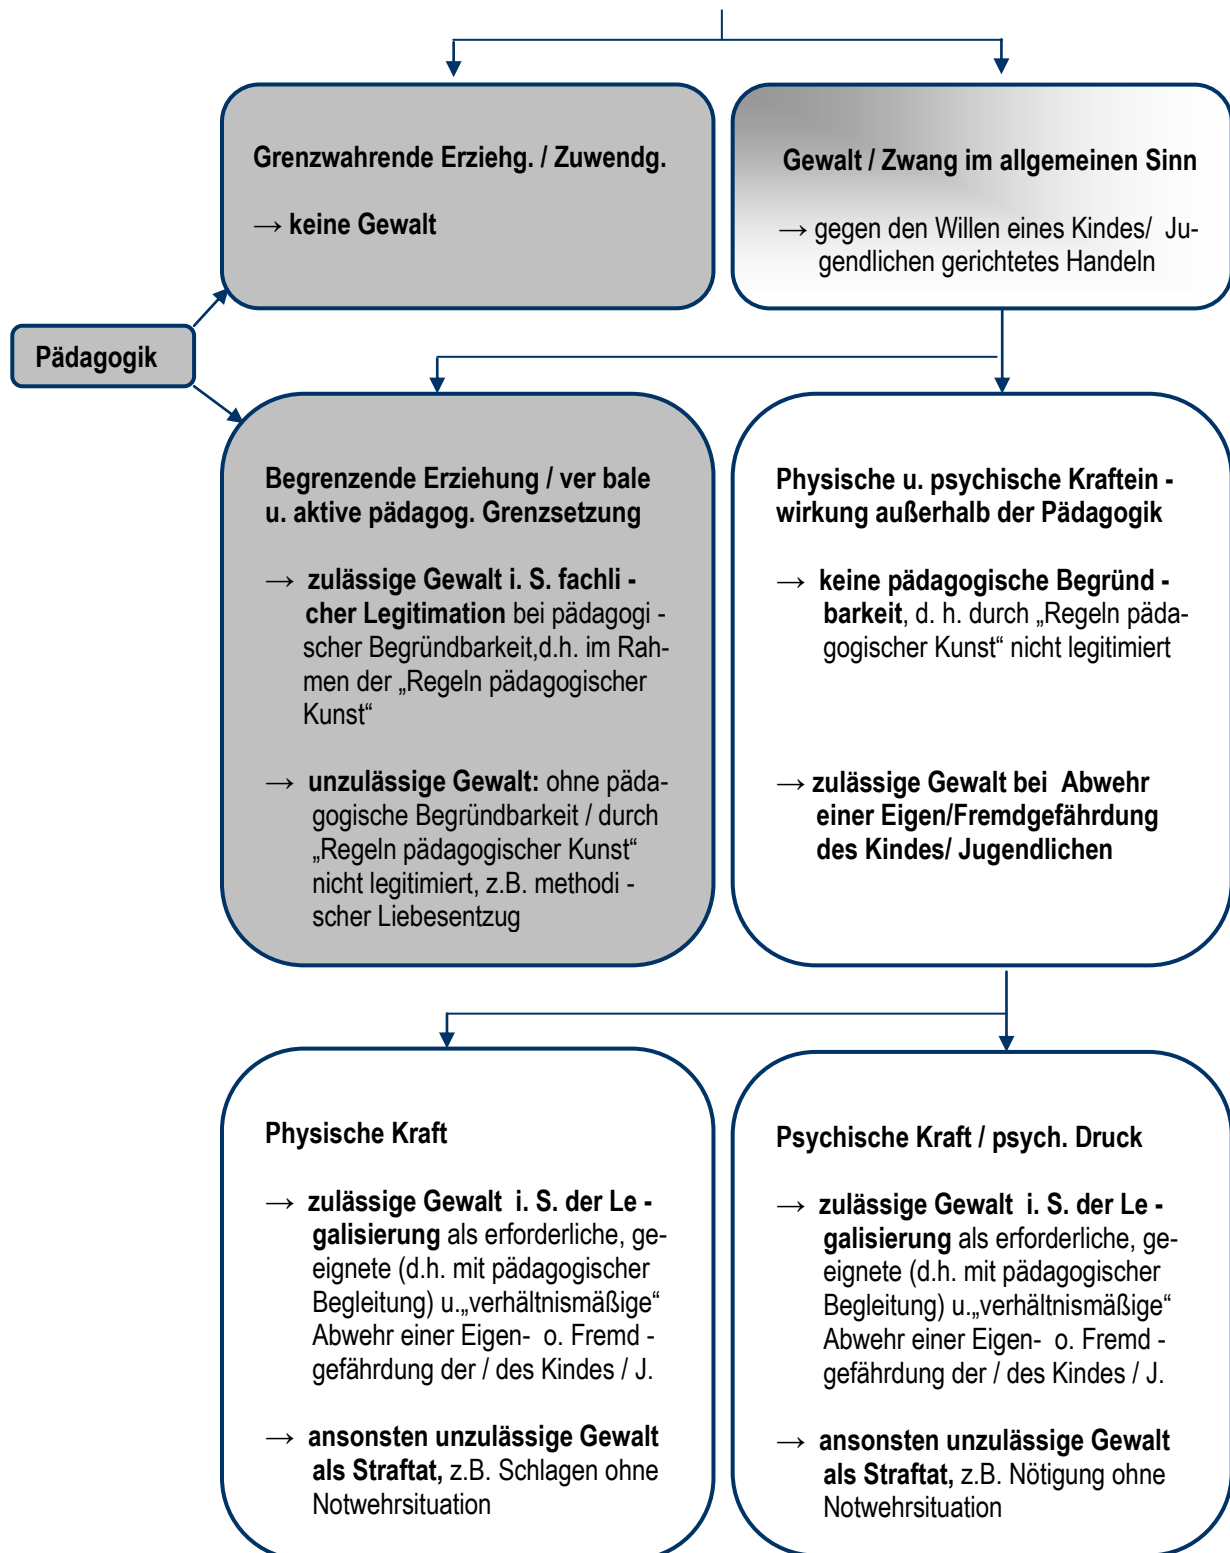 Grenzwahrende Erziehg. / Zuwendg.
→ keine Gewalt
Gewalt / Zwang im allgemeinen Sinn
→ gegen den Willen eines Kindes/ Ju-
gendlichen gerichtetes Handeln
Pädagogik
Begrenzende Erziehung / ver bale
u. aktive pädagog. Grenzsetzung
→ zulässige Gewalt i. S. fachli -
cher Legitimation bei pädagogi -
scher Begründbarkeit,d.h. im Rah-
men der „Regeln pädagogischer
Kunst“
→ unzulässige Gewalt: ohne päda-
gogische Begründbarkeit / durch
„Regeln pädagogischer Kunst“
nicht legitimiert, z.B. methodi -
scher Liebesentzug
Physische u. psychische Kraftein -
wirkung außerhalb der Pädagogik
→ keine pädagogische Begründ -
barkeit, d. h. durch „Regeln päda-
gogischer Kunst“ nicht legitimiert
→ zulässige Gewalt bei Abwehr
einer Eigen/Fremdgefährdung
des Kindes/ Jugendlichen
Physische Kraft
→ zulässige Gewalt i. S. der Le -
galisierung als erforderliche, ge-
eignete (d.h. mit pädagogischer
Begleitung) u.„verhältnismäßige“
Abwehr einer Eigen- o. Fremd -
gefährdung der / des Kindes / J.
→ ansonsten unzulässige Gewalt
als Straftat, z.B. Schlagen ohne
Notwehrsituation
Psychische Kraft / psych. Druck
→ zulässige Gewalt i. S. der Le -
galisierung als erforderliche, ge-
eignete (d.h. mit pädagogischer
Begleitung) u.„verhältnismäßige“
Abwehr einer Eigen- o. Fremd -
gefährdung der / des Kindes / J.
→ ansonsten unzulässige Gewalt
als Straftat, z.B. Nötigung ohne
Notwehrsituation